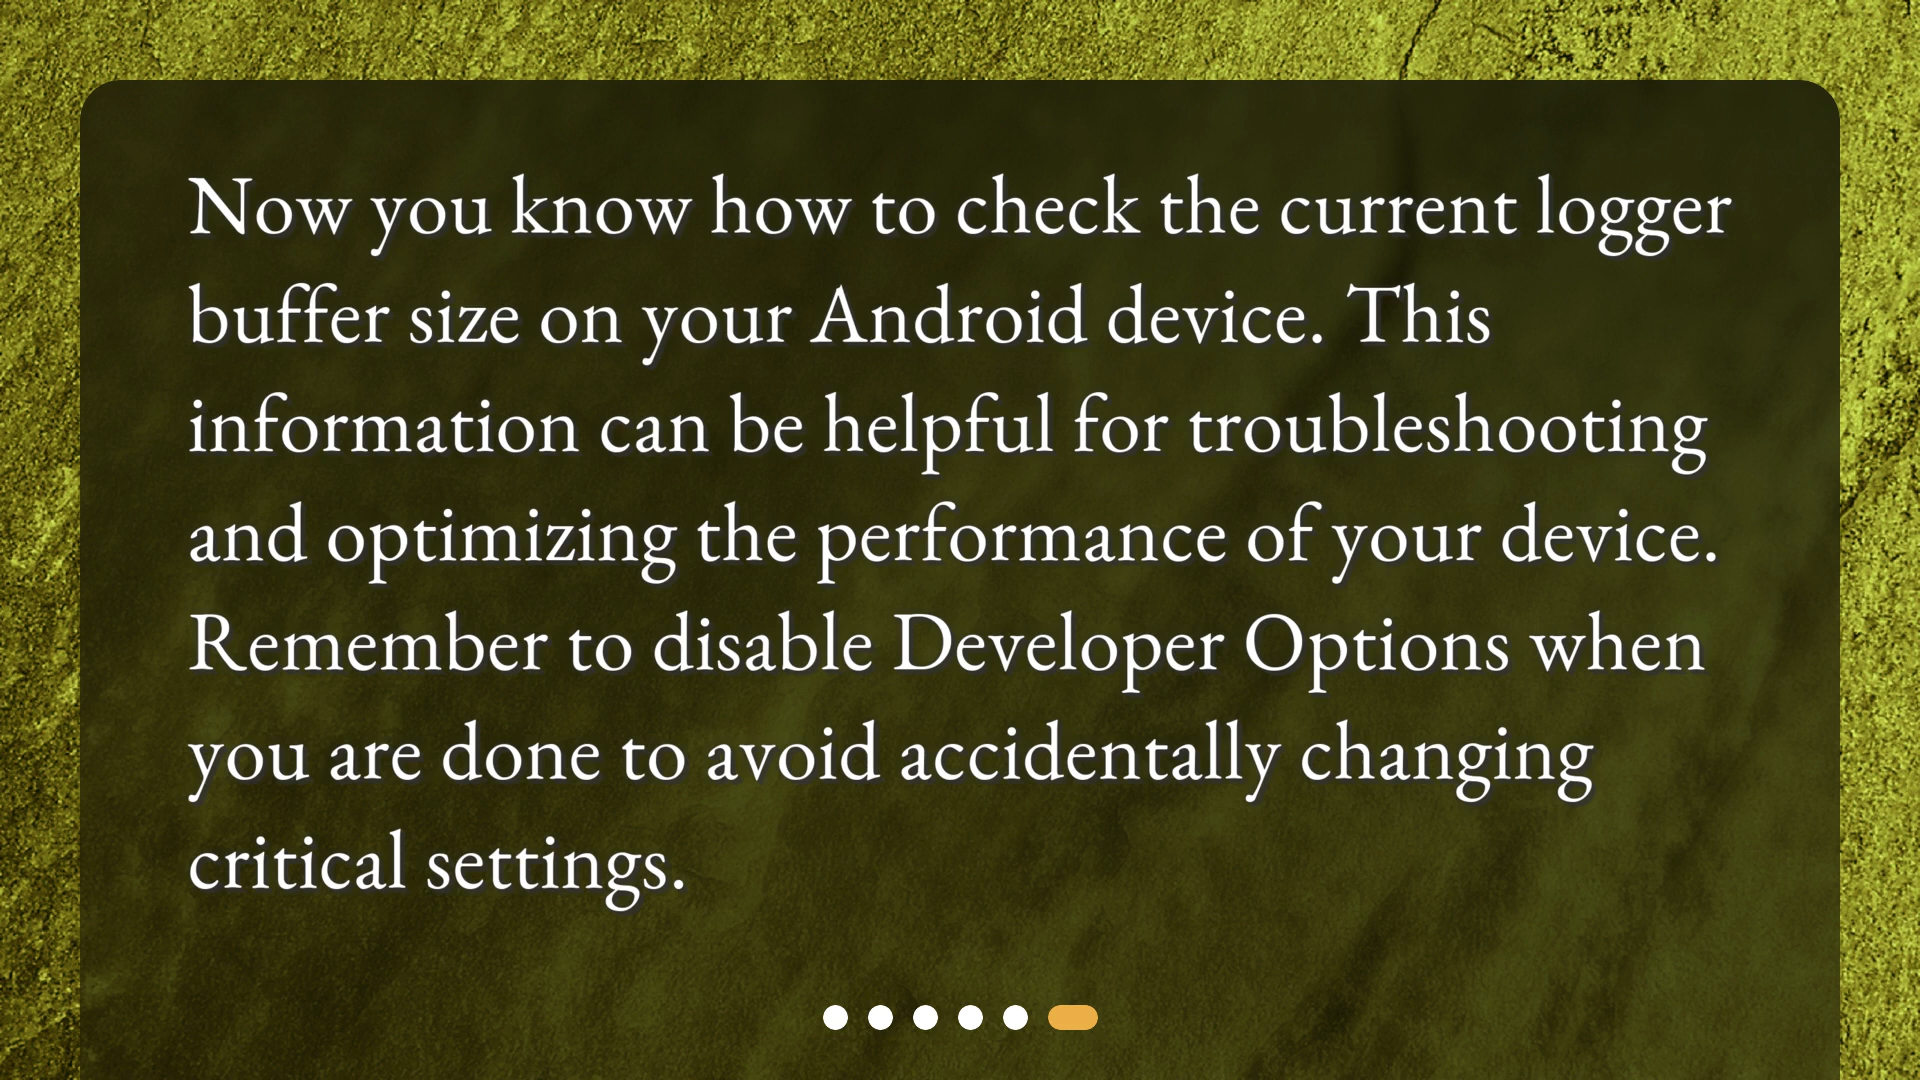 Now you know how to check the current logger
buffer size on your Android device. This
information can be helpful for troubleshooting
and optimizing the performance of your device.
Remember to disable Developer Options when
you are done to avoid accidentally changing
critical settings.